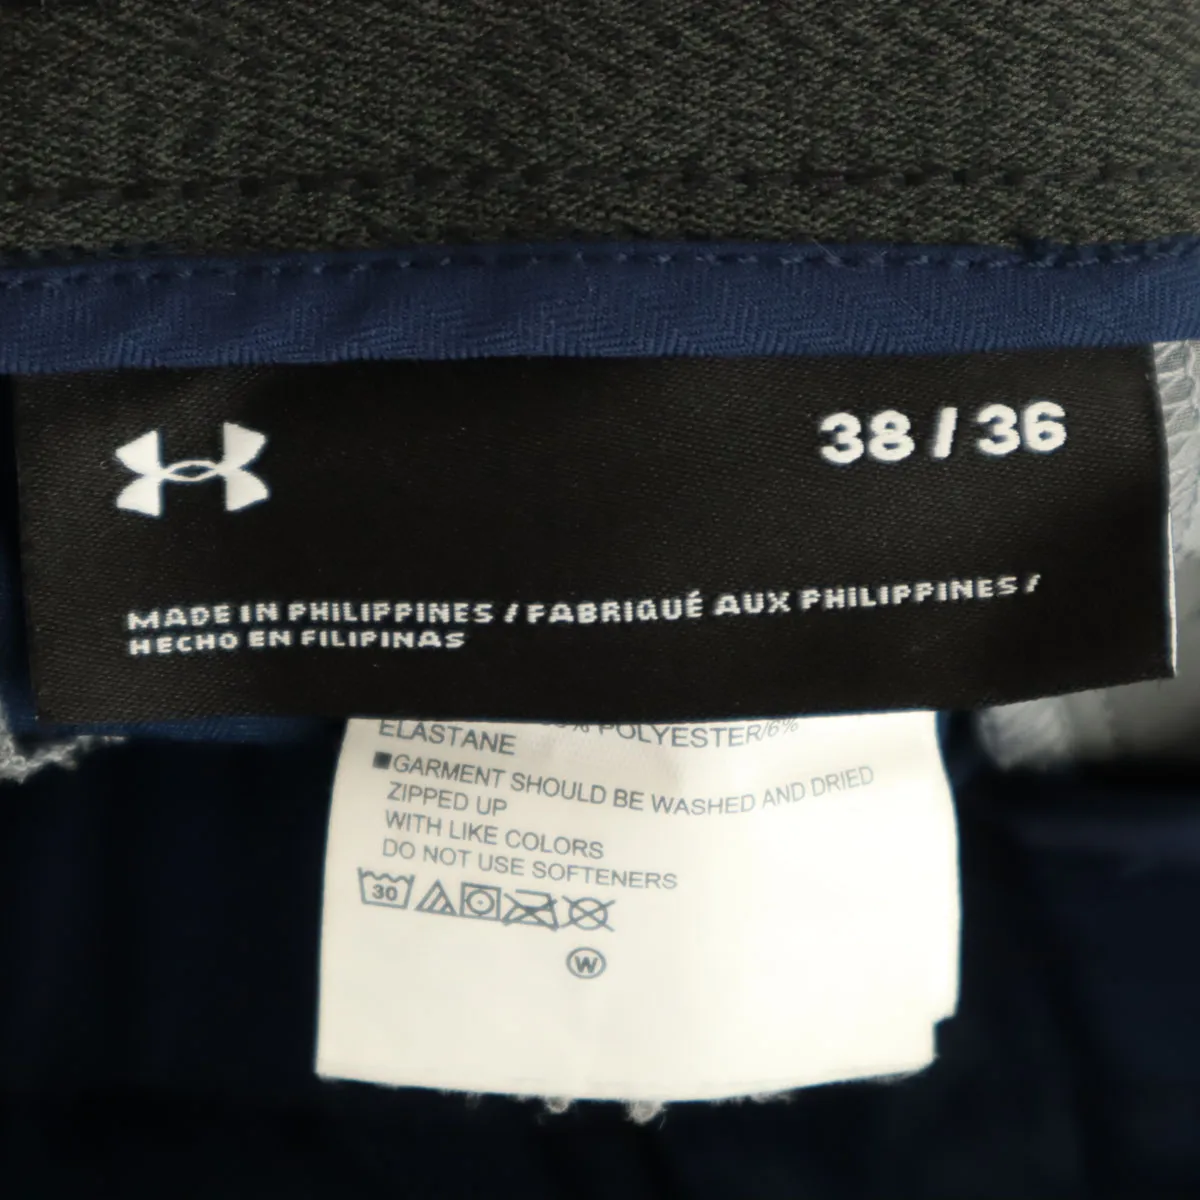 38 / 36
MADE IN PHILIPPINES / FABRIQUÉ AUX PHILIPPINES /
HECHO EN FILIPINAS
% POLYESTER/6%
ELASTANE
■GARMENT SHOULD BE WASHED AND DRIED
ZIPPED UP
WITH LIKE COLORS
DO NOT USE SOFTENERS
30
W